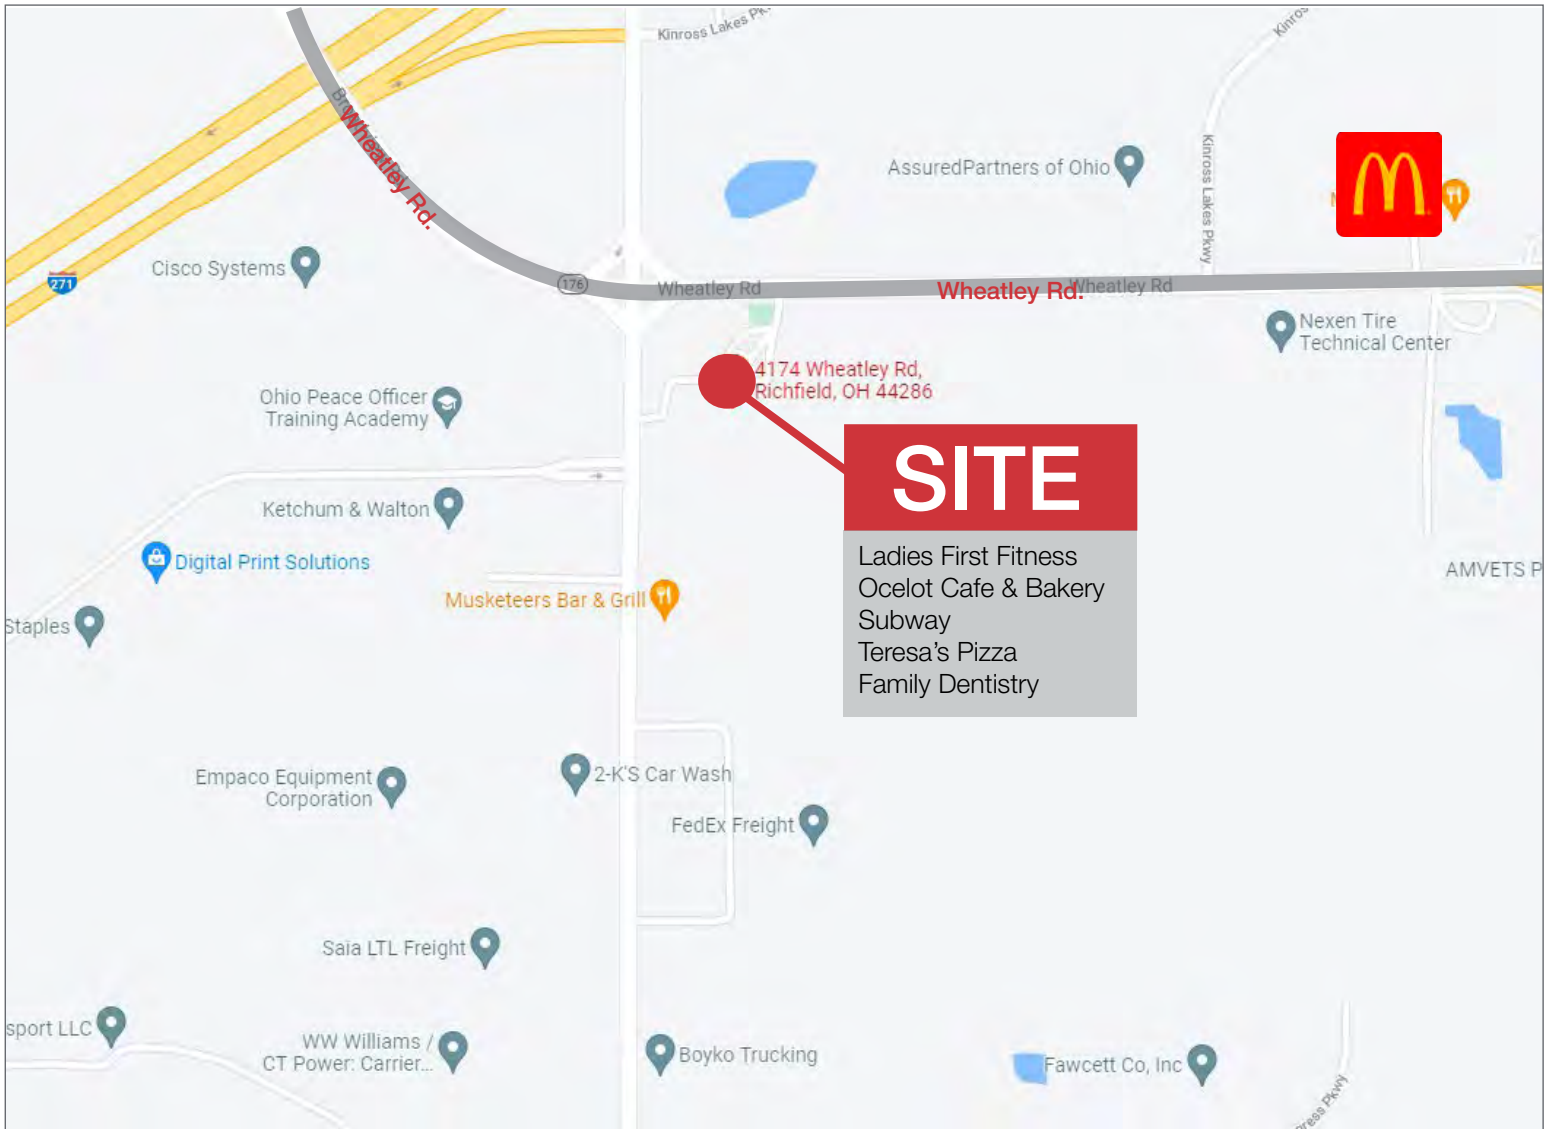 Kinross Lakes Pkwy
Kinros
Wheatley Rd.
AssuredPartners of Ohio
Kinross Lakes Pkwy
M
Cisco Systems
271
176
Wheatley Rd
Wheatley Rd.
Wheatley Rd
Nexen Tire
Technical Center
4174 Wheatley Rd,
Richfield, OH 44286
Ohio Peace Officer
Training Academy
SITE
Ladies First Fitness
Ocelot Cafe & Bakery
Subway
Teresa's Pizza
Family Dentistry
Ketchum & Walton
Digital Print Solutions
AMVETS P
Musketeers Bar & Grill
Staples
Empaco Equipment
Corporation
2-K'S Car Wash
FedEx Freight
Saia LTL Freight
sport LLC
WW Williams /
CT Power: Carrier...
Boyko Trucking
Fawcett Co, Inc
ress Pkwy